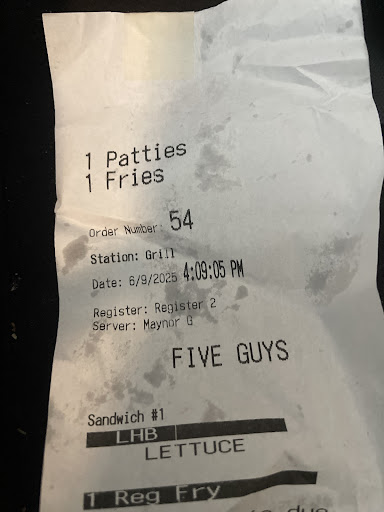 1 Patties
1 Fries
Order Number: 54
Station: Grill
Date: 6/9/2025 4:09:05 PM
Register: Register 2
Server: Maynor G
FIVE GUYS
Sandwich #1
LHB
LETTUCE
1 Reg Fry
due